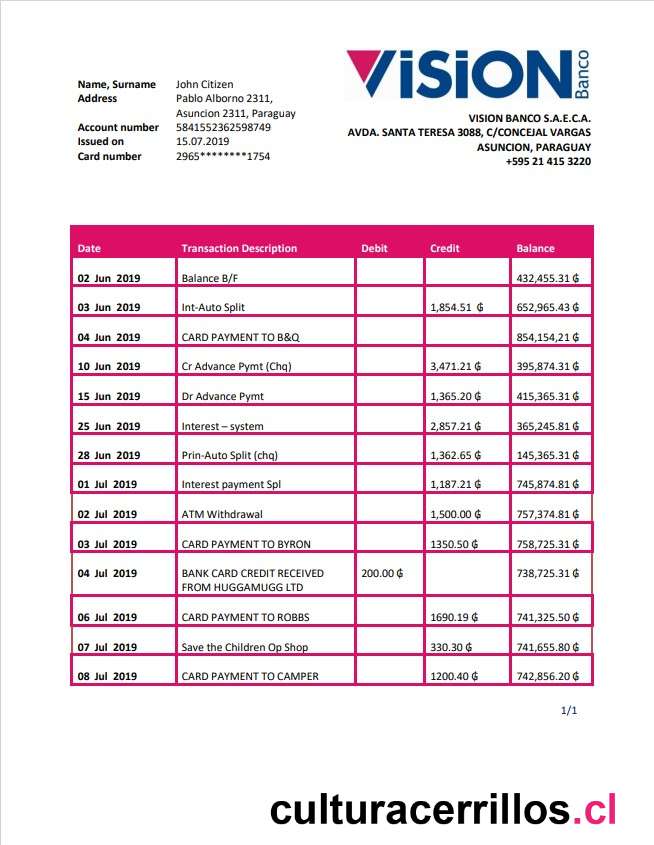 ViSiON Banco
Name, Surname John Citizen
Address Pablo Alborno 2311,
Asuncion 2311, Paraguay
Account number 5841552362598749
Issued on 15.07.2019
Card number 2965********1754
VISION BANCO S.A.E.C.A.
AVDA. SANTA TERESA 3088, C/CONCEJAL VARGAS
ASUNCION, PARAGUAY
+595 21 415 3220
Date Transaction Description Debit Credit Balance
02 Jun 2019 Balance B/F 432,455.31 ₲
03 Jun 2019 Int-Auto Split 1,854.51 ₲ 652,965.43 ₲
04 Jun 2019 CARD PAYMENT TO B&Q 854,154,21 ₲
10 Jun 2019 Cr Advance Pymt (Chq) 3,471.21 ₲ 395,874.31 ₲
15 Jun 2019 Dr Advance Pymt 1,365.20 ₲ 415,365.31 ₲
25 Jun 2019 Interest – system 2,857.21 ₲ 365,245.81 ₲
28 Jun 2019 Prin-Auto Split (chq) 1,362.65 ₲ 145,365.31 ₲
01 Jul 2019 Interest payment Spl 1,187.21 ₲ 745,874.81 ₲
02 Jul 2019 ATM Withdrawal 1,500.00 ₲ 757,374.81 ₲
03 Jul 2019 CARD PAYMENT TO BYRON 1350.50 ₲ 758,725.31 ₲
04 Jul 2019 BANK CARD CREDIT RECEIVED 200.00 ₲ 738,725.31 ₲
FROM HUGGAMUGG LTD
06 Jul 2019 CARD PAYMENT TO ROBBS 1690.19 ₲ 741,325.50 ₲
07 Jul 2019 Save the Children Op Shop 330.30 ₲ 741,655.80 ₲
08 Jul 2019 CARD PAYMENT TO CAMPER 1200.40 ₲ 742,856.20 ₲
1/1
culturacerrillos.cl